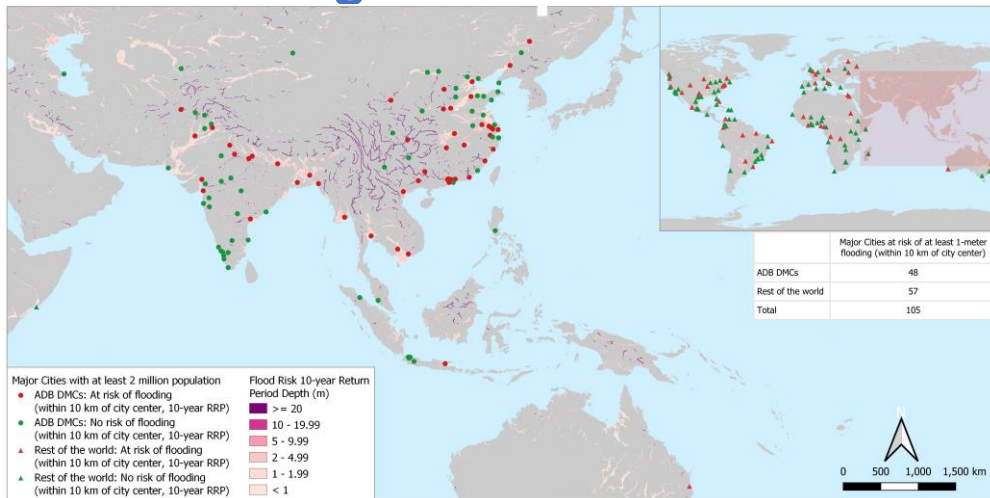 Major Cities at risk of at least 1-meter
flooding (within 10 km of city center)
ADB DMCs 48
Rest of the world 57
Total 105
Major Cities with at least 2 million population
ADB DMCs: At risk of flooding
(within 10 km of city center, 10-year RRP)
ADB DMCs: No risk of flooding
(within 10 km of city center, 10-year RRP)
Rest of the world: At risk of flooding
(within 10 km of city center, 10-year RRP)
Rest of the world: No risk of flooding
(within 10 km of city center, 10-year RRP)
Flood Risk 10-year Return
Period Depth (m)
>= 20
10 - 19.99
5 - 9.99
2 - 4.99
1 - 1.99
< 1
N
0 500 1,000 1,500 km